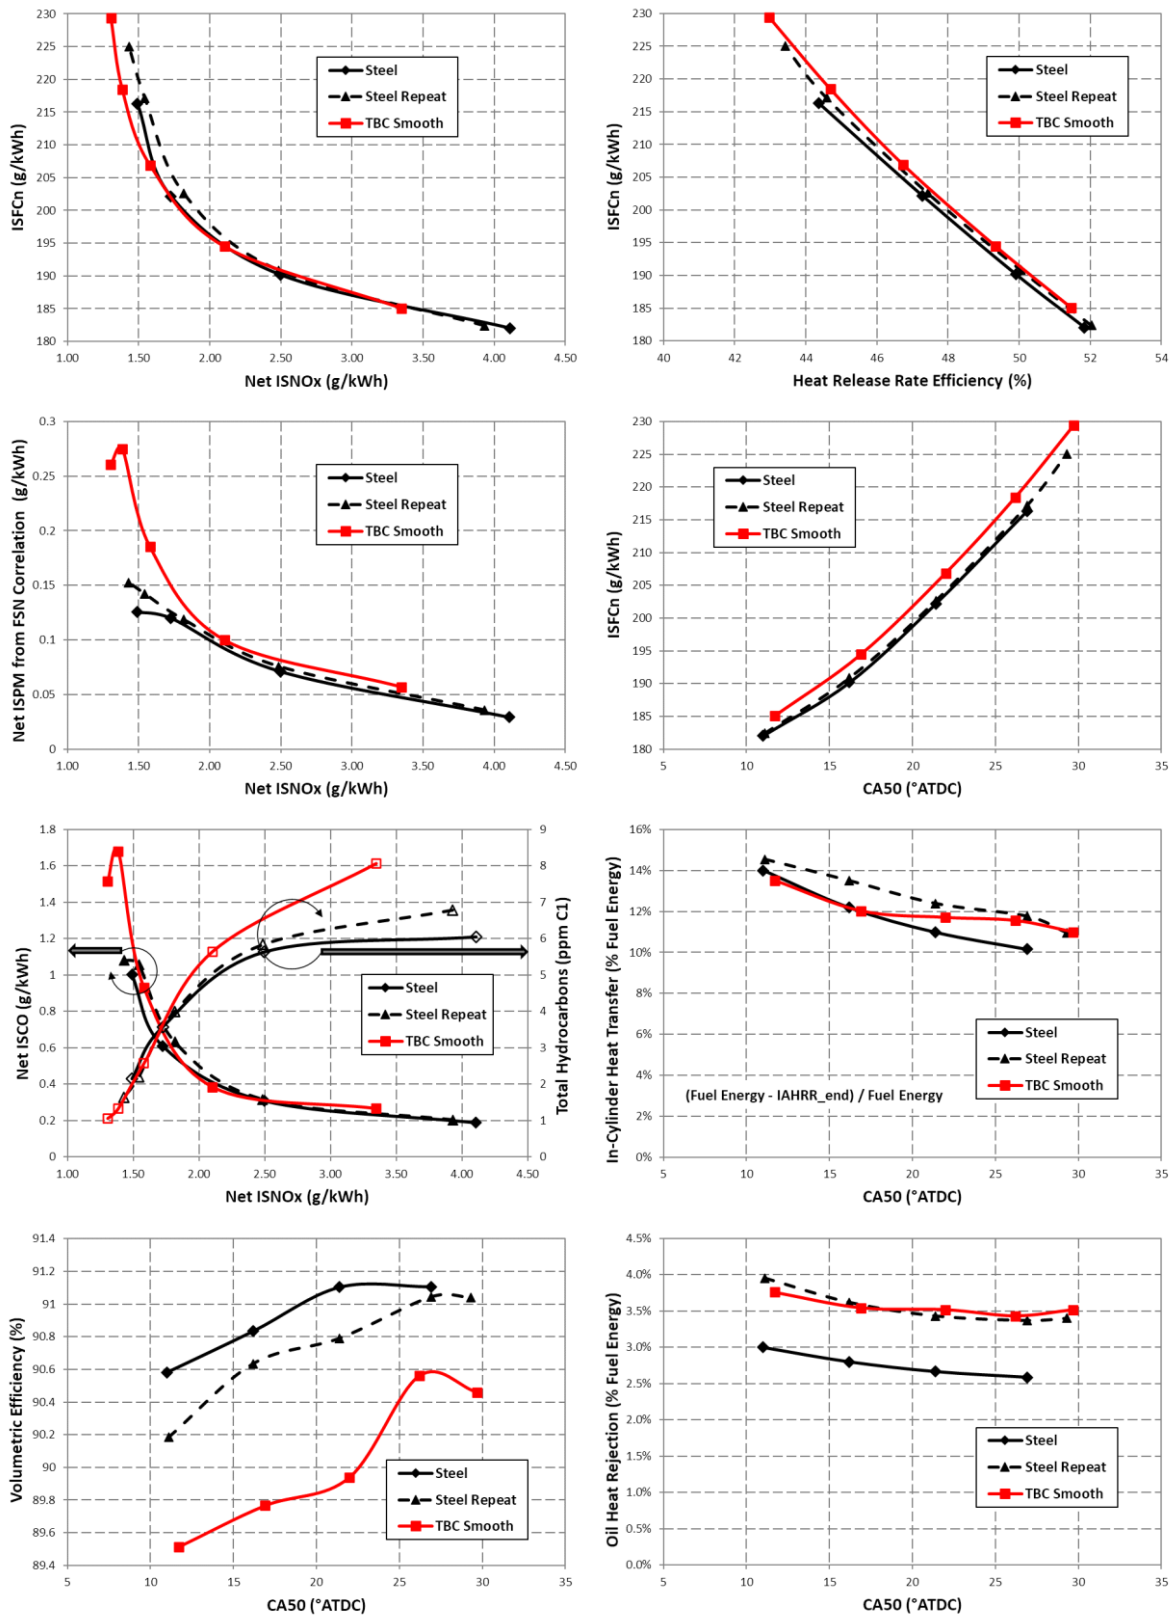 230
225
220
215
210
205
200
195
190
185
180
ISFCn (g/kWh)
Steel
Steel Repeat
TBC Smooth
1.00 1.50 2.00 2.50 3.00 3.50 4.00 4.50
Net ISNOx (g/kWh)
230
225
220
215
210
205
200
195
190
185
180
ISFCn (g/kWh)
Steel
Steel Repeat
TBC Smooth
40 42 44 46 48 50 52 54
Heat Release Rate Efficiency (%)
0.3
0.25
0.2
0.15
0.1
0.05
0
Net ISPM from FSN Correlation (g/kWh)
Steel
Steel Repeat
TBC Smooth
1.00 1.50 2.00 2.50 3.00 3.50 4.00 4.50
Net ISNOx (g/kWh)
230
225
220
215
210
205
200
195
190
185
180
ISFCn (g/kWh)
Steel
Steel Repeat
TBC Smooth
5 10 15 20 25 30 35
CA50 (°ATDC)
1.8
1.6
1.4
1.2
1
0.8
0.6
0.4
0.2
0
Net ISCO (g/kWh)
9
8
7
6
5
4
3
2
1
0
Total Hydrocarbons (ppm C1)
Steel
Steel Repeat
TBC Smooth
1.00 1.50 2.00 2.50 3.00 3.50 4.00 4.50
Net ISNOx (g/kWh)
16%
14%
12%
10%
8%
6%
4%
2%
0%
In-Cylinder Heat Transfer (% Fuel Energy)
Steel
Steel Repeat
TBC Smooth
(Fuel Energy - IAHRR_end) / Fuel Energy
5 10 15 20 25 30 35
CA50 (°ATDC)
91.4
91.2
91
90.8
90.6
90.4
90.2
90
89.8
89.6
89.4
Volumetric Efficiency (%)
Steel
Steel Repeat
TBC Smooth
5 10 15 20 25 30 35
CA50 (°ATDC)
4.5%
4.0%
3.5%
3.0%
2.5%
2.0%
1.5%
1.0%
0.5%
0.0%
Oil Heat Rejection (% Fuel Energy)
Steel
Steel Repeat
TBC Smooth
5 10 15 20 25 30 35
CA50 (°ATDC)